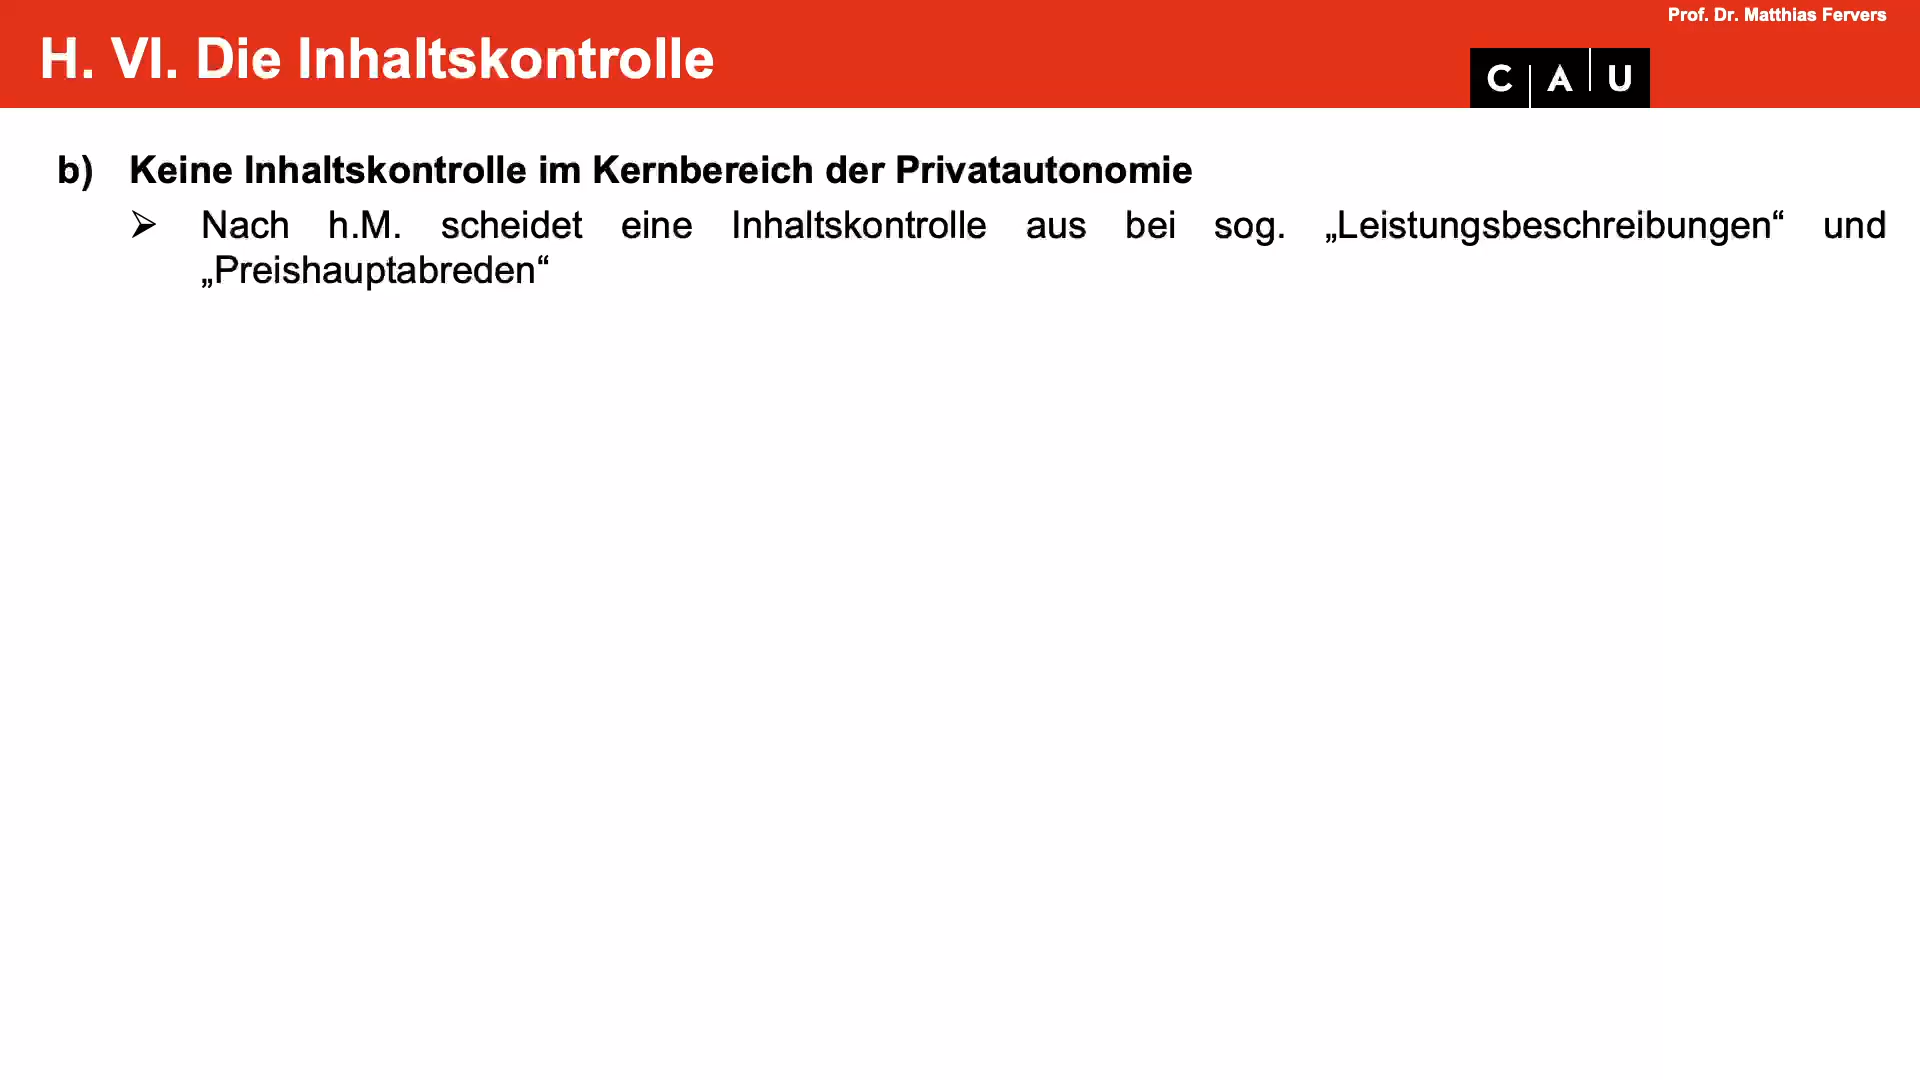 Prof. Dr. Matthias Fervers
H. VI. Die Inhaltskontrolle
C A U
b) Keine Inhaltskontrolle im Kernbereich der Privatautonomie
➢ Nach h.M. scheidet eine Inhaltskontrolle aus bei sog. „Leistungsbeschreibungen“ und
„Preishauptabreden“